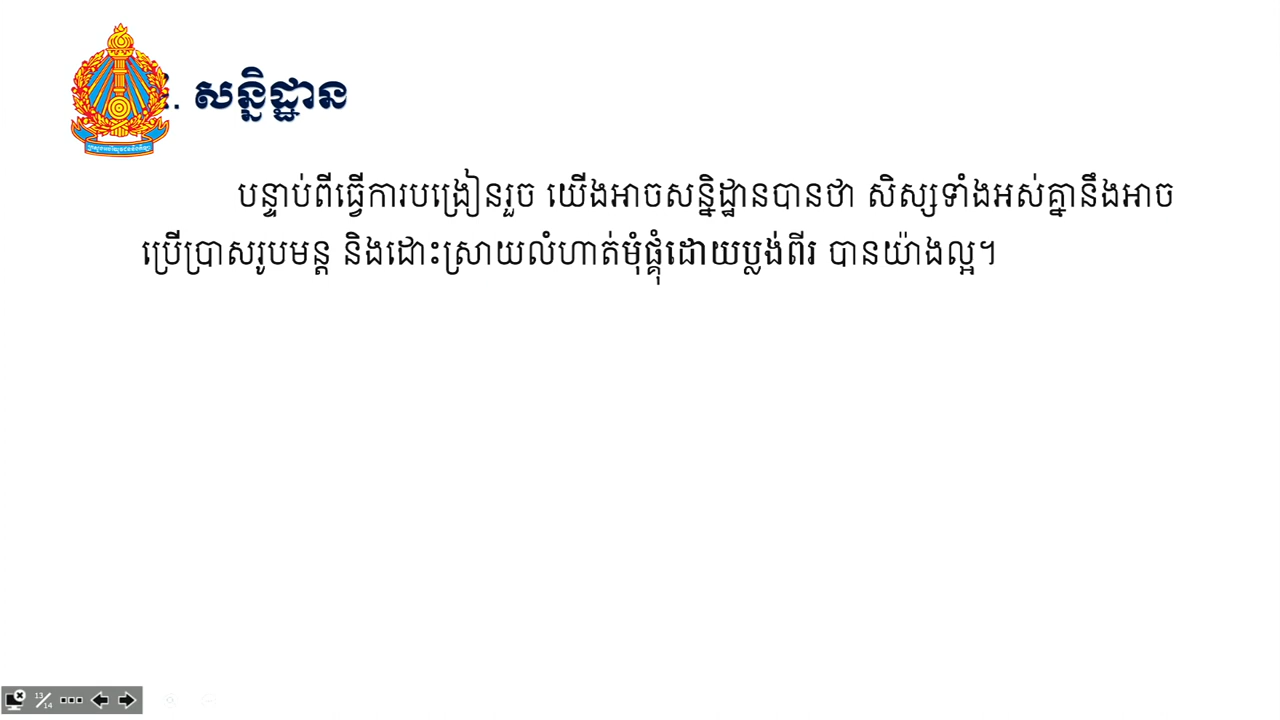 . សន្និដ្ឋាន
បន្ទាប់ពីធ្វើការបង្រៀនរួច យើងអាចសន្និដ្ឋានបានថា សិស្សទាំងអស់គ្នានឹងអាច
ប្រើប្រាសរូបមន្ត និងដោះស្រាយលំហាត់មុំផ្គុំដោយប្លង់ពីរ បានយ៉ាងល្អ។
13/14